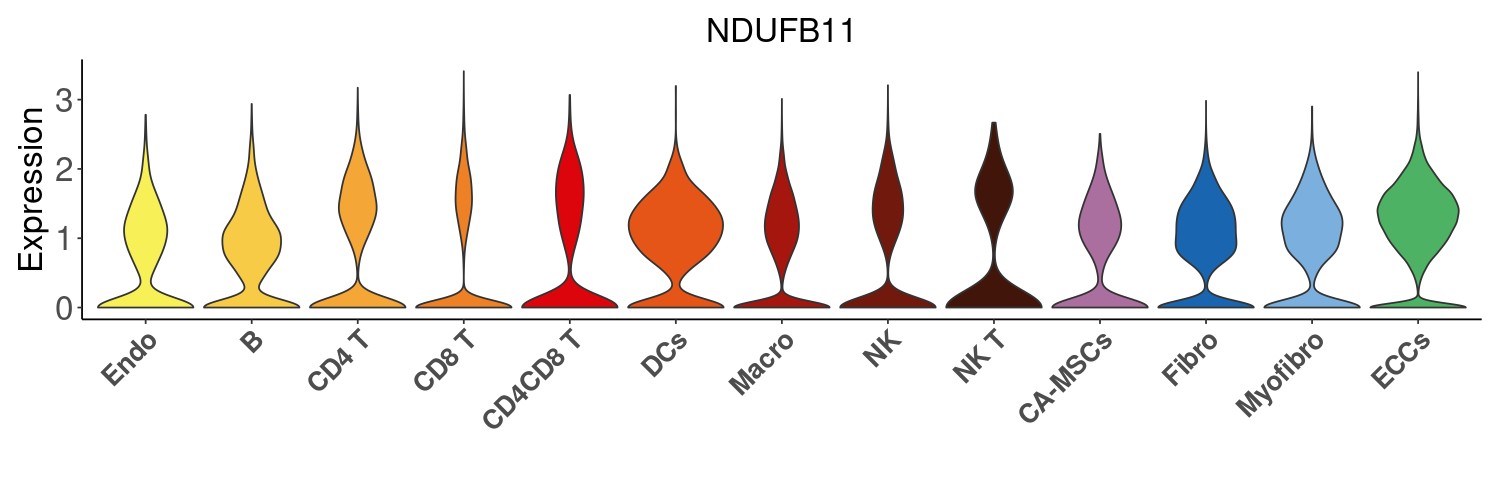 NDUFB11
Expression
3
2
1
0
Endo
B
CD4 T
CD8 T
CD4CD8 T
DCs
Macro
NK
NK T
CA-MSCs
Fibro
Myofibro
ECCs